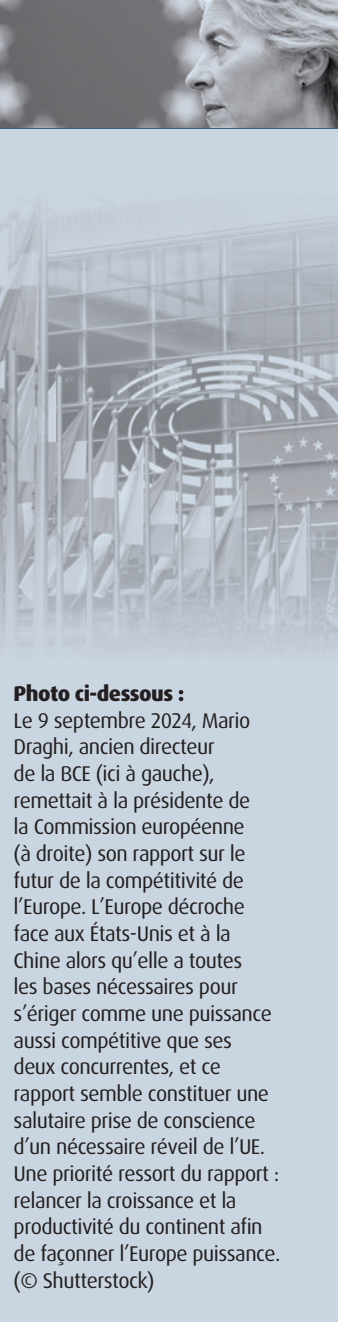 Photo ci-dessous :
Le 9 septembre 2024, Mario
Draghi, ancien directeur
de la BCE (ici à gauche),
remettait à la présidente de
la Commission européenne
(à droite) son rapport sur le
futur de la compétitivité de
l’Europe. L’Europe décroche
face aux États-Unis et à la
Chine alors qu’elle a toutes
les bases nécessaires pour
s’ériger comme une puissance
aussi compétitive que ses
deux concurrentes, et ce
rapport semble constituer une
salutaire prise de conscience
d’un nécessaire réveil de l’UE.
Une priorité ressort du rapport :
relancer la croissance et la
productivité du continent afin
de façonner l’Europe puissance.
(© Shutterstock)